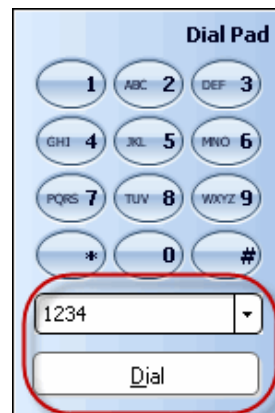 Dial Pad
1 ABC 2 DEF 3
GHI 4 JKL 5 MNO 6
PQRS 7 TUV 8 WXYZ 9
* 0 #
1234
Dial